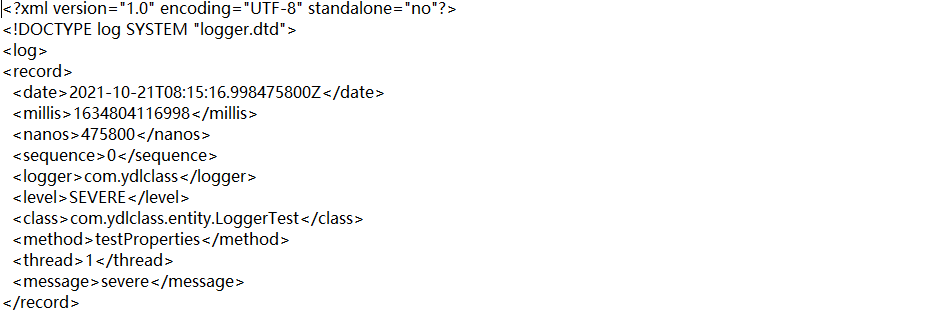 <?xml version="1.0" encoding="UTF-8" standalone="no"?>
<!DOCTYPE log SYSTEM "logger.dtd">
<log>
<record>
  <date>2021-10-21T08:15:16.998475800Z</date>
  <millis>1634804116998</millis>
  <nanos>475800</nanos>
  <sequence>0</sequence>
  <logger>com.ydlclass</logger>
  <level>SEVERE</level>
  <class>com.ydlclass.entity.LoggerTest</class>
  <method>testProperties</method>
  <thread>1</thread>
  <message>severe</message>
</record>